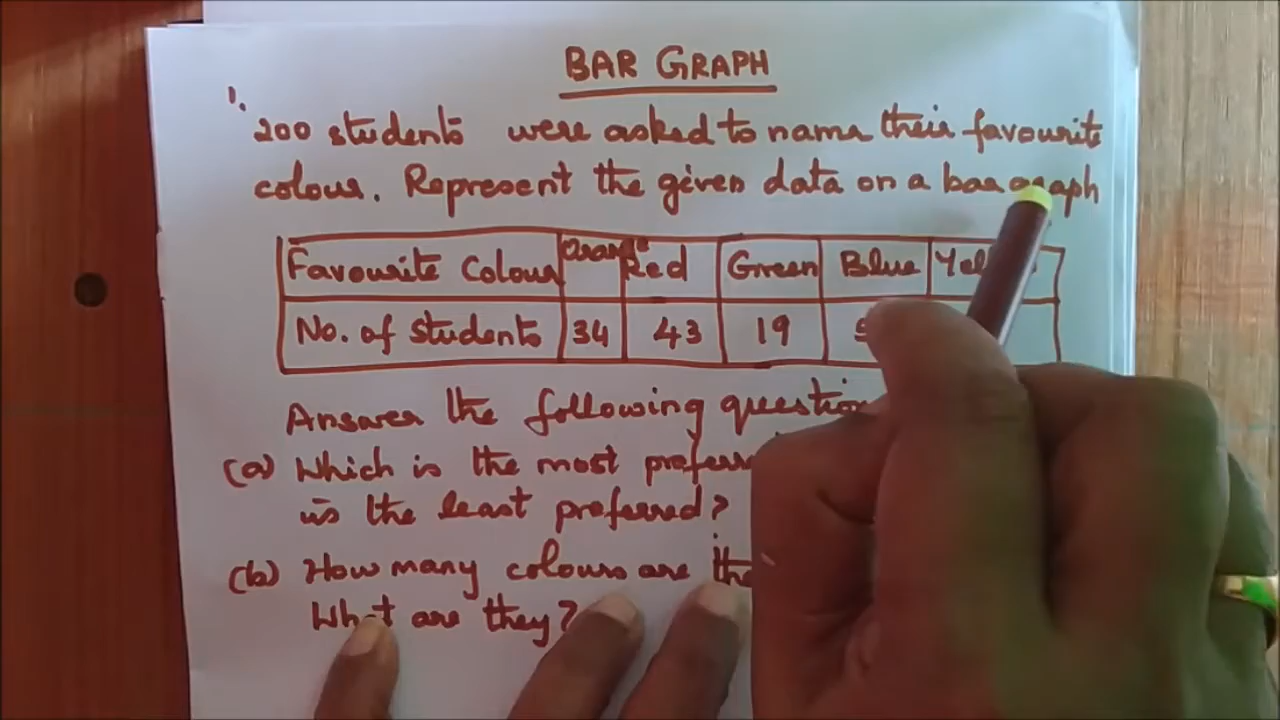 BAR GRAPH
1.
200 students were asked to name their favourite
colour. Represent the given data on a bar graph
Favourite Colour Orange Red Green Blue
No. of students 34 43 19
Answer the following
(a) Which is the most
is the least preferred?
(b) How many colours are
What are they?